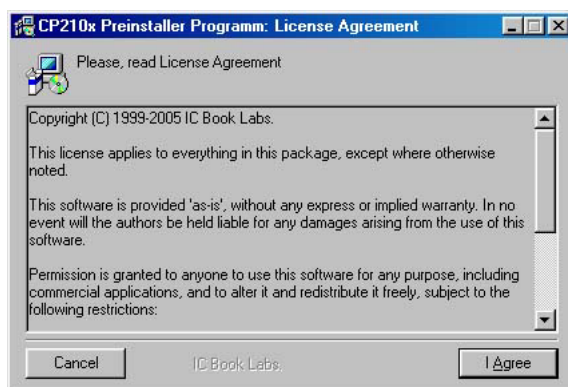 CP210x Preinstaller Programm: License Agreement
Please, read License Agreement
Copyright (C) 1999-2005 IC Book Labs.
This license applies to everything in this package, except where otherwise
noted.
This software is provided 'as-is', without any express or implied warranty. In no
event will the authors be held liable for any damages arising from the use of this
software.
Permission is granted to anyone to use this software for any purpose, including
commercial applications, and to alter it and redistribute it freely, subject to the
following restrictions:
Cancel
IC Book Labs.
I Agree